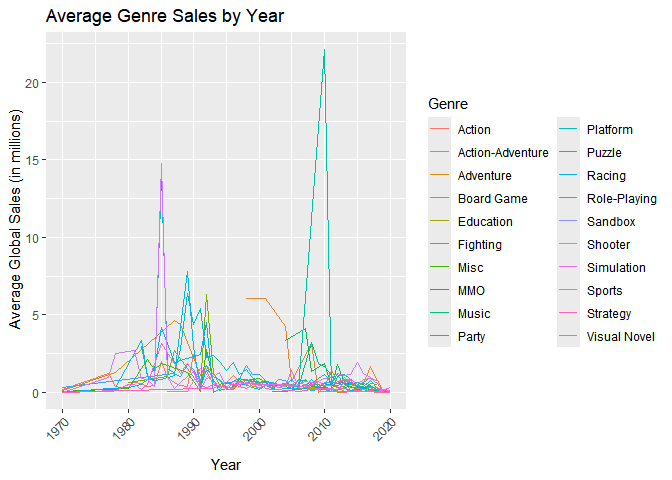 Average Genre Sales by Year
Average Global Sales (in millions)
20
15
10
5
0
1970
1980
1990
2000
2010
2020
Year
Genre
Action
Action-Adventure
Adventure
Board Game
Education
Fighting
Misc
MMO
Music
Party
Platform
Puzzle
Racing
Role-Playing
Sandbox
Shooter
Simulation
Sports
Strategy
Visual Novel